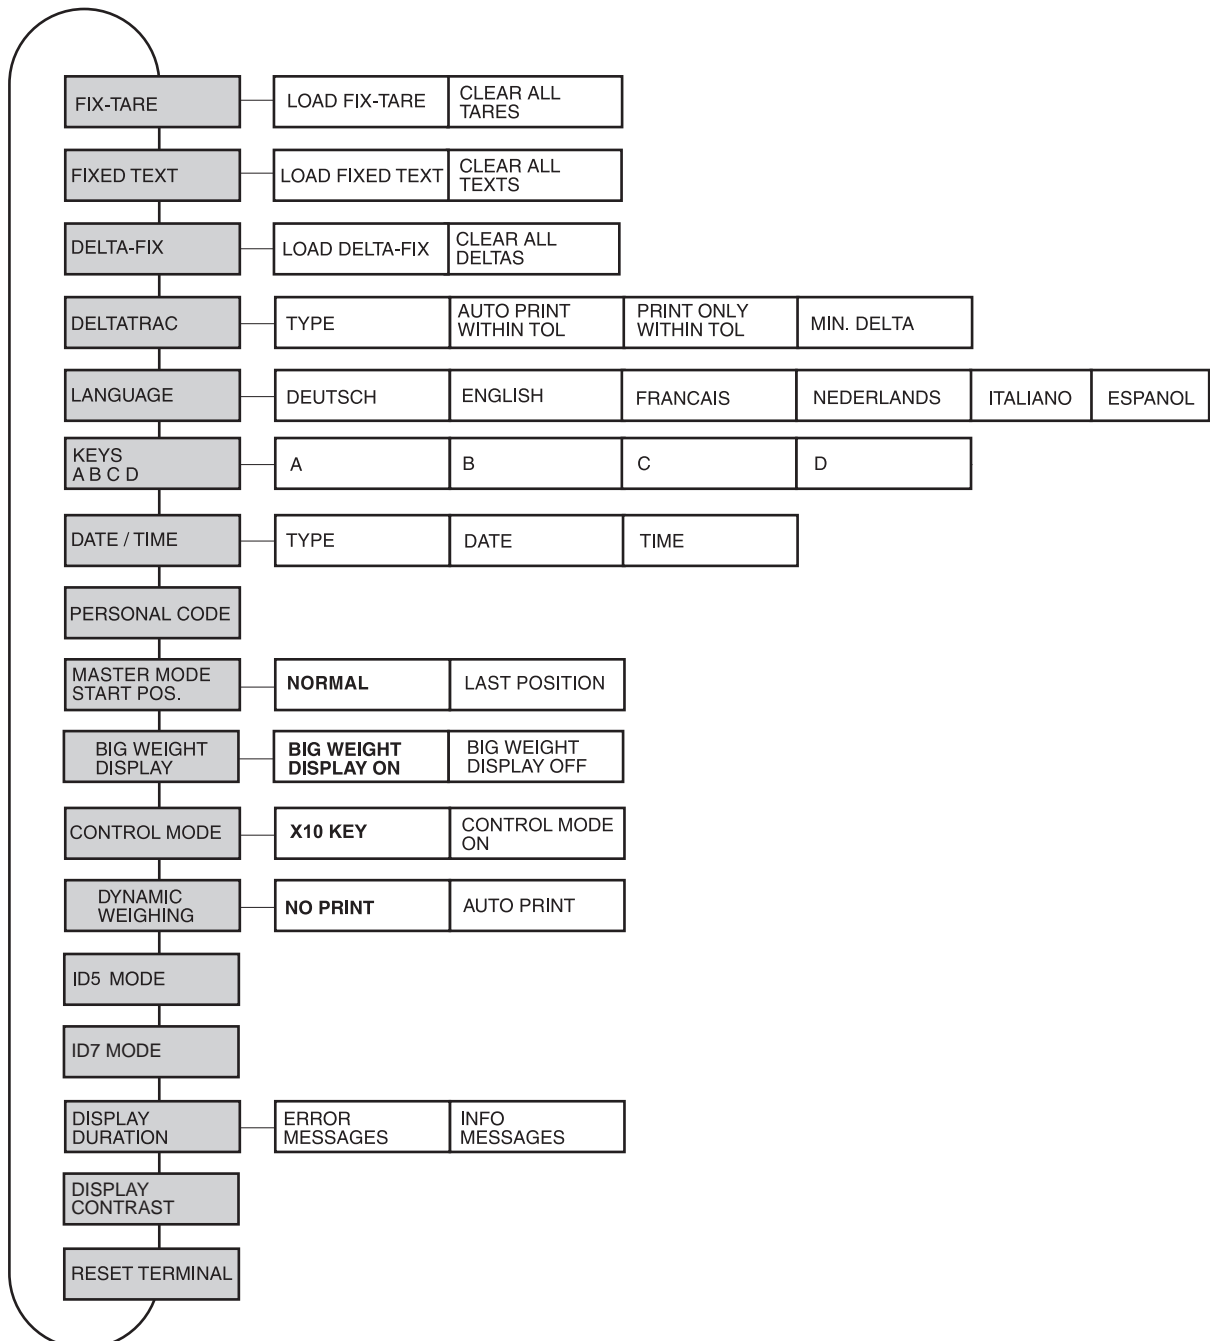 FIX-TARE
LOAD FIX-TARE
CLEAR ALL
TARES
FIXED TEXT
LOAD FIXED TEXT
CLEAR ALL
TEXTS
DELTA-FIX
LOAD DELTA-FIX
CLEAR ALL
DELTAS
DELTATRAC
TYPE
AUTO PRINT
WITHIN TOL
PRINT ONLY
WITHIN TOL
MIN. DELTA
LANGUAGE
DEUTSCH
ENGLISH
FRANCAIS
NEDERLANDS
ITALIANO
ESPANOL
KEYS
A B C D
A
B
C
D
DATE / TIME
TYPE
DATE
TIME
PERSONAL CODE
MASTER MODE
START POS.
NORMAL
LAST POSITION
BIG WEIGHT
DISPLAY
BIG WEIGHT
DISPLAY ON
BIG WEIGHT
DISPLAY OFF
CONTROL MODE
X10 KEY
CONTROL MODE
ON
DYNAMIC
WEIGHING
NO PRINT
AUTO PRINT
ID5 MODE
ID7 MODE
DISPLAY
DURATION
ERROR
MESSAGES
INFO
MESSAGES
DISPLAY
CONTRAST
RESET TERMINAL